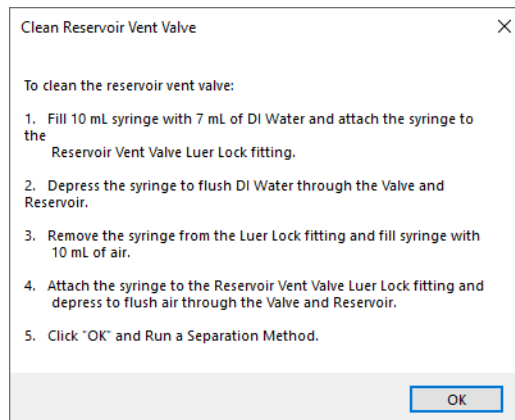 Clean Reservoir Vent Valve
To clean the reservoir vent valve:
1. Fill 10 mL syringe with 7 mL of DI Water and attach the syringe to
the
Reservoir Vent Valve Luer Lock fitting.
2. Depress the syringe to flush DI Water through the Valve and
Reservoir.
3. Remove the syringe from the Luer Lock fitting and fill syringe with
10 mL of air.
4. Attach the syringe to the Reservoir Vent Valve Luer Lock fitting and
depress to flush air through the Valve and Reservoir.
5. Click "OK" and Run a Separation Method.
OK